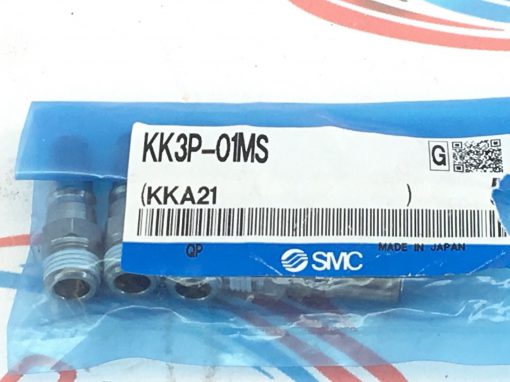 KK3P-01MS
G
(KKA21 )
QP
MADE IN JAPAN
SMC